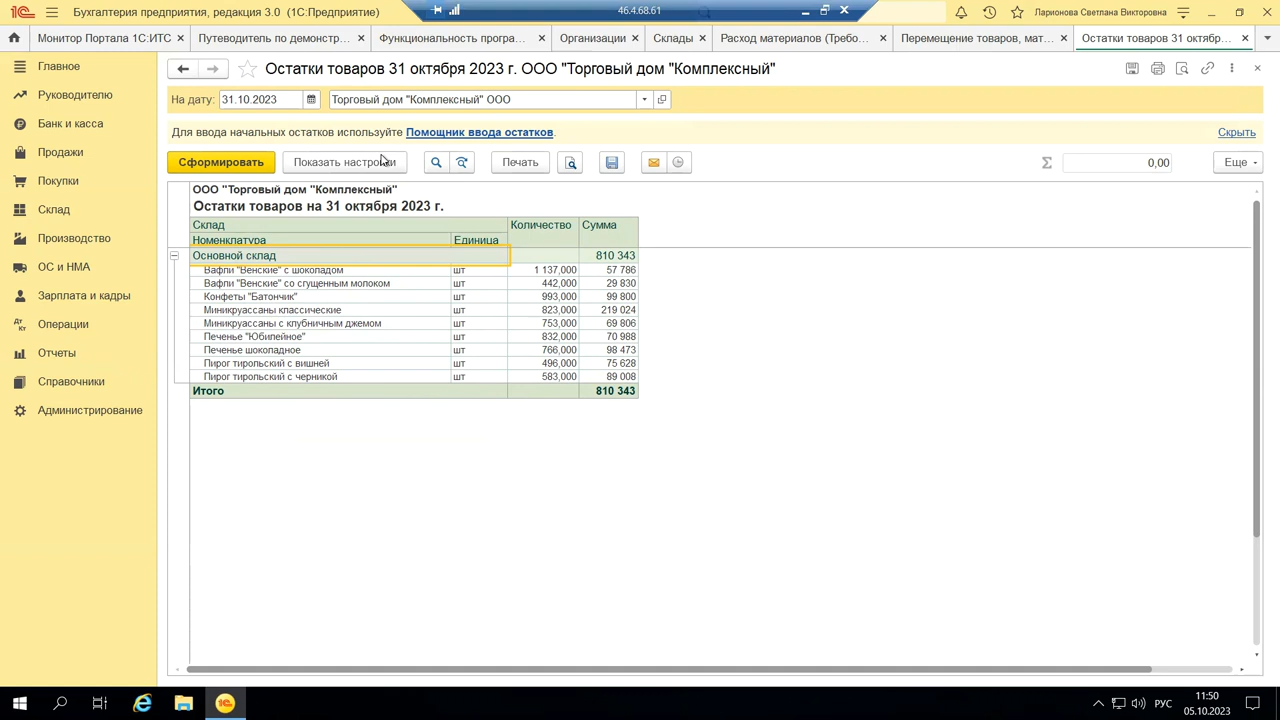 Бухгалтерия предприятия, редакция 3.0 (1С:Предприятие)
46.4.68.61
Ларионова Светлана Викторовна
Монитор Портала 1С:ИТС
Путеводитель по демонстр...
Функциональность програ...
Организации
Склады
Расход материалов (Требо...
Перемещение товаров, мат...
Остатки товаров 31 октябр...
Главное
Руководителю
Банк и касса
Продажи
Покупки
Склад
Производство
ОС и НМА
Зарплата и кадры
Операции
Отчеты
Справочники
Администрирование
Остатки товаров 31 октября 2023 г. ООО "Торговый дом "Комплексный"
На дату: 31.10.2023 Торговый дом "Комплексный" ООО
Для ввода начальных остатков используйте Помощник ввода остатков. Скрыть
Сформировать Показать настройки Печать Σ 0,00 Еще
ООО "Торговый дом "Комплексный"
Остатки товаров на 31 октября 2023 г.
Склад Количество Сумма
Номенклатура Единица
Основной склад 810 343
Вафли "Венские" с шоколадом шт 1 137,000 57 786
Вафли "Венские" со сгущенным молоком шт 442,000 29 830
Конфеты "Батончик" шт 993,000 99 800
Миникруассаны классические шт 823,000 219 024
Миникруассаны с клубничным джемом шт 753,000 69 806
Печенье "Юбилейное" шт 832,000 70 988
Печенье шоколадное шт 766,000 98 473
Пирог тирольский с вишней шт 496,000 75 628
Пирог тирольский с черникой шт 583,000 89 008
Итого 810 343
РУС
11:50
05.10.2023